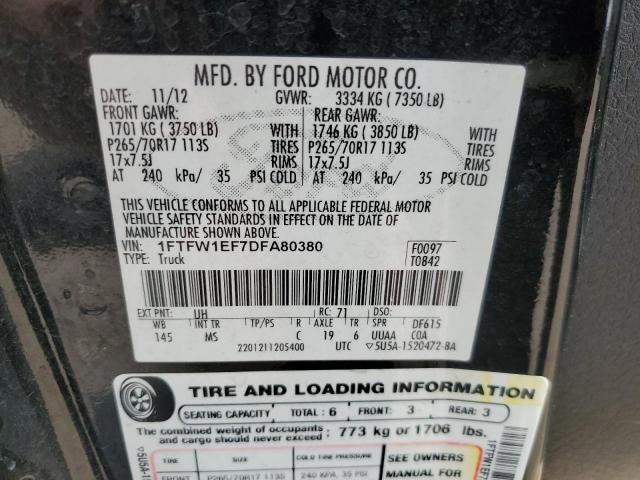 MFD. BY FORD MOTOR CO.
DATE: 11/12 GVWR: 3334 KG ( 7350 LB)
FRONT GAWR: REAR GAWR:
1701 KG ( 3750 LB) WITH 1746 KG ( 3850 LB) WITH
P265/70R17 113S TIRES P265/70R17 113S TIRES
17x7.5J RIMS 17x7.5J RIMS
AT 240 kPa/ 35 PSI COLD AT 240 kPa/ 35 PSI COLD
THIS VEHICLE CONFORMS TO ALL APPLICABLE FEDERAL MOTOR
VEHICLE SAFETY STANDARDS IN EFFECT ON THE DATE OF
MANUFACTURE SHOWN ABOVE.
VIN: 1FTFW1EF7DFA80380 F0097
TYPE: Truck T0842
EXT PNT: UH RC: 71 DSO:
WB INT TR TP/PS R AXLE TR SPR DF615
145 MS C 19 6 UUAA COA
2201211205400 UTC ▽5U5A-1520472-BA
TIRE AND LOADING INFORMATION
SEATING CAPACITY TOTAL: 6 FRONT: 3 REAR: 3
The combined weight of occupants
and cargo should never exceed: 773 kg or 1706 lbs.
TIRE SIZE COLD TIRE PRESSURE SEE OWNERS
MANUAL FOR
FRONT P265/70R17 113S 240 KPA, 35 PSI